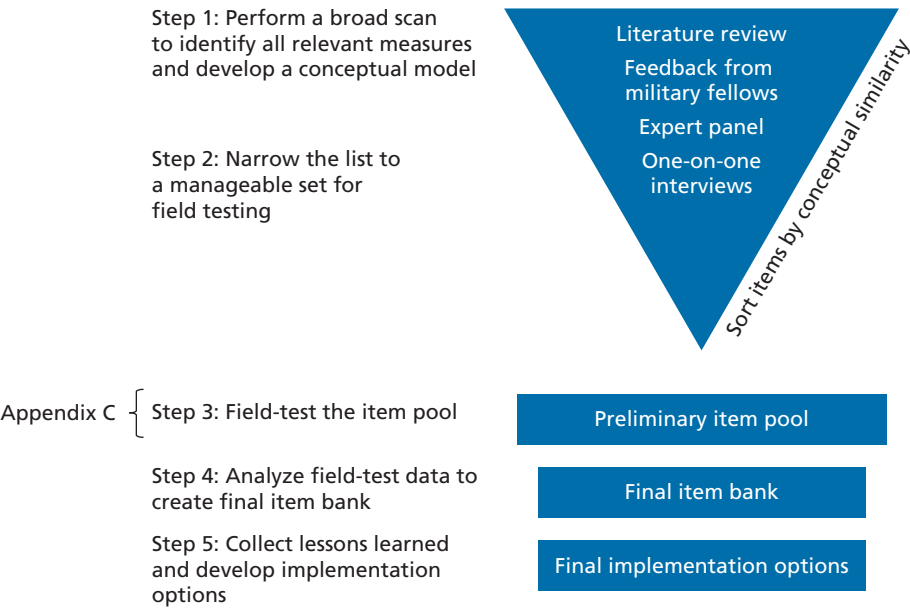 Step 1: Perform a broad scan
to identify all relevant measures
and develop a conceptual model
Literature review
Feedback from
military fellows
Expert panel
One-on-one
interviews
Sort items by conceptual similarity
Step 2: Narrow the list to
a manageable set for
field testing
Appendix C
Step 3: Field-test the item pool
Preliminary item pool
Step 4: Analyze field-test data to
create final item bank
Final item bank
Step 5: Collect lessons learned
and develop implementation
options
Final implementation options